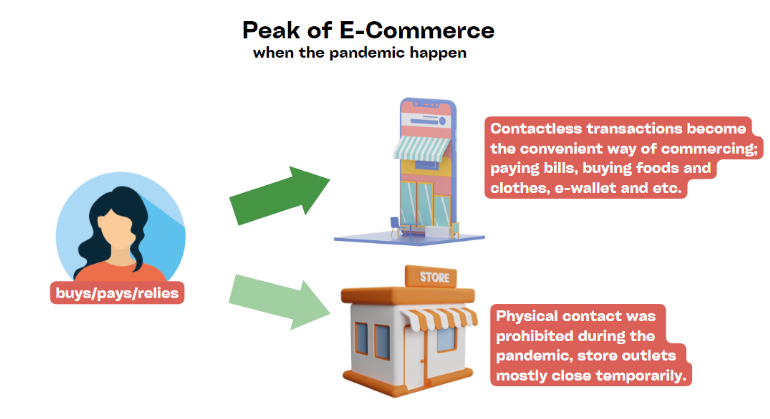 Peak of E-Commerce
when the pandemic happen
Contactless transactions become
the convenient way of commercing;
paying bills, buying foods and
clothes, e-wallet and etc.
buys/pays/relies
STORE
Physical contact was
prohibited during the
pandemic, store outlets
mostly close temporarily.